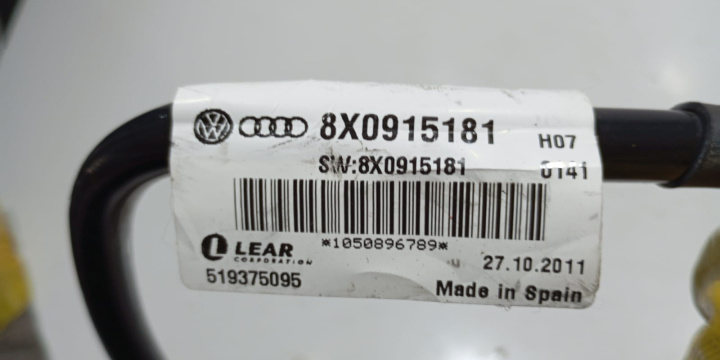 8X0915181 H07
SW:8X0915181 0141
*1050896789*
LEAR
CORPORATION
27.10.2011
519375095
Made in Spain